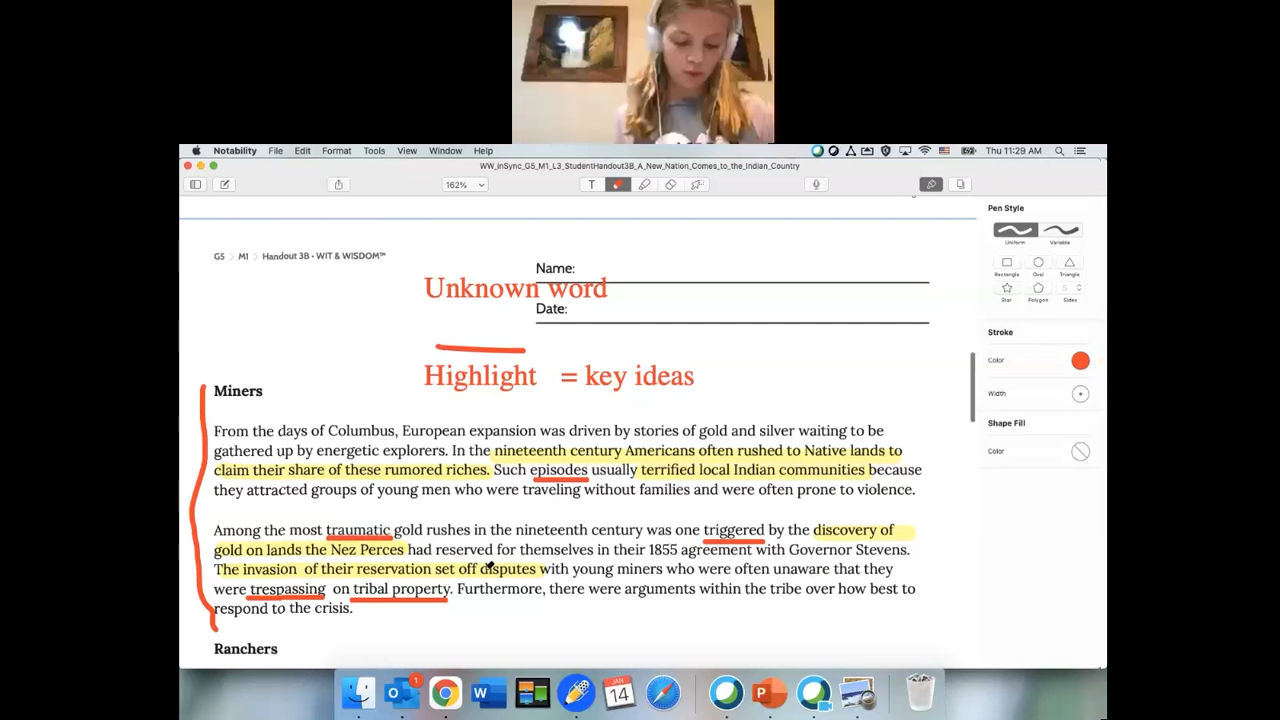 Notability File Edit Format Tools View Window Help Thu 11:29 AM
WW_inSync_G5_M1_L3_StudentHandout3B_A_New_Nation_Comes_to_the_Indian_Country
162% T
Pen Style
Uniform Variable
Rectangle Oval Triangle
5
Star Polygon Sides
Stroke
Color
Width
Shape Fill
Color
G5 > M1 > Handout 3B • WIT & WISDOM™
Name:
Unknown word
Date:
Highlight = key ideas
Miners
From the days of Columbus, European expansion was driven by stories of gold and silver waiting to be
gathered up by energetic explorers. In the nineteenth century Americans often rushed to Native lands to
claim their share of these rumored riches. Such episodes usually terrified local Indian communities because
they attracted groups of young men who were traveling without families and were often prone to violence.
Among the most traumatic gold rushes in the nineteenth century was one triggered by the discovery of
gold on lands the Nez Perces had reserved for themselves in their 1855 agreement with Governor Stevens.
The invasion of their reservation set off disputes with young miners who were often unaware that they
were trespassing on tribal property. Furthermore, there were arguments within the tribe over how best to
respond to the crisis.
Ranchers
1
W
JAN
14
P